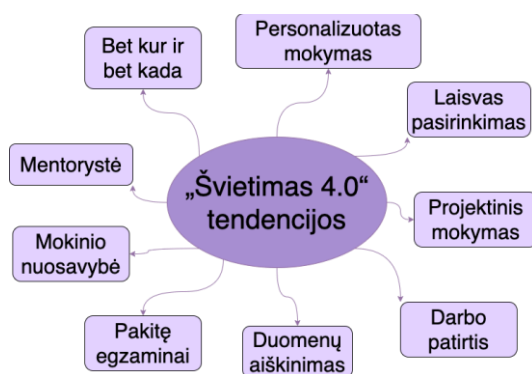 „Švietimas 4.0“
tendencijos
Bet kur ir
bet kada
Personalizuotas
mokymas
Laisvas
pasirinkimas
Projektinis
mokymas
Darbo
patirtis
Duomenų
aiškinimas
Pakitę
egzaminai
Mokinio
nuosavybė
Mentorystė